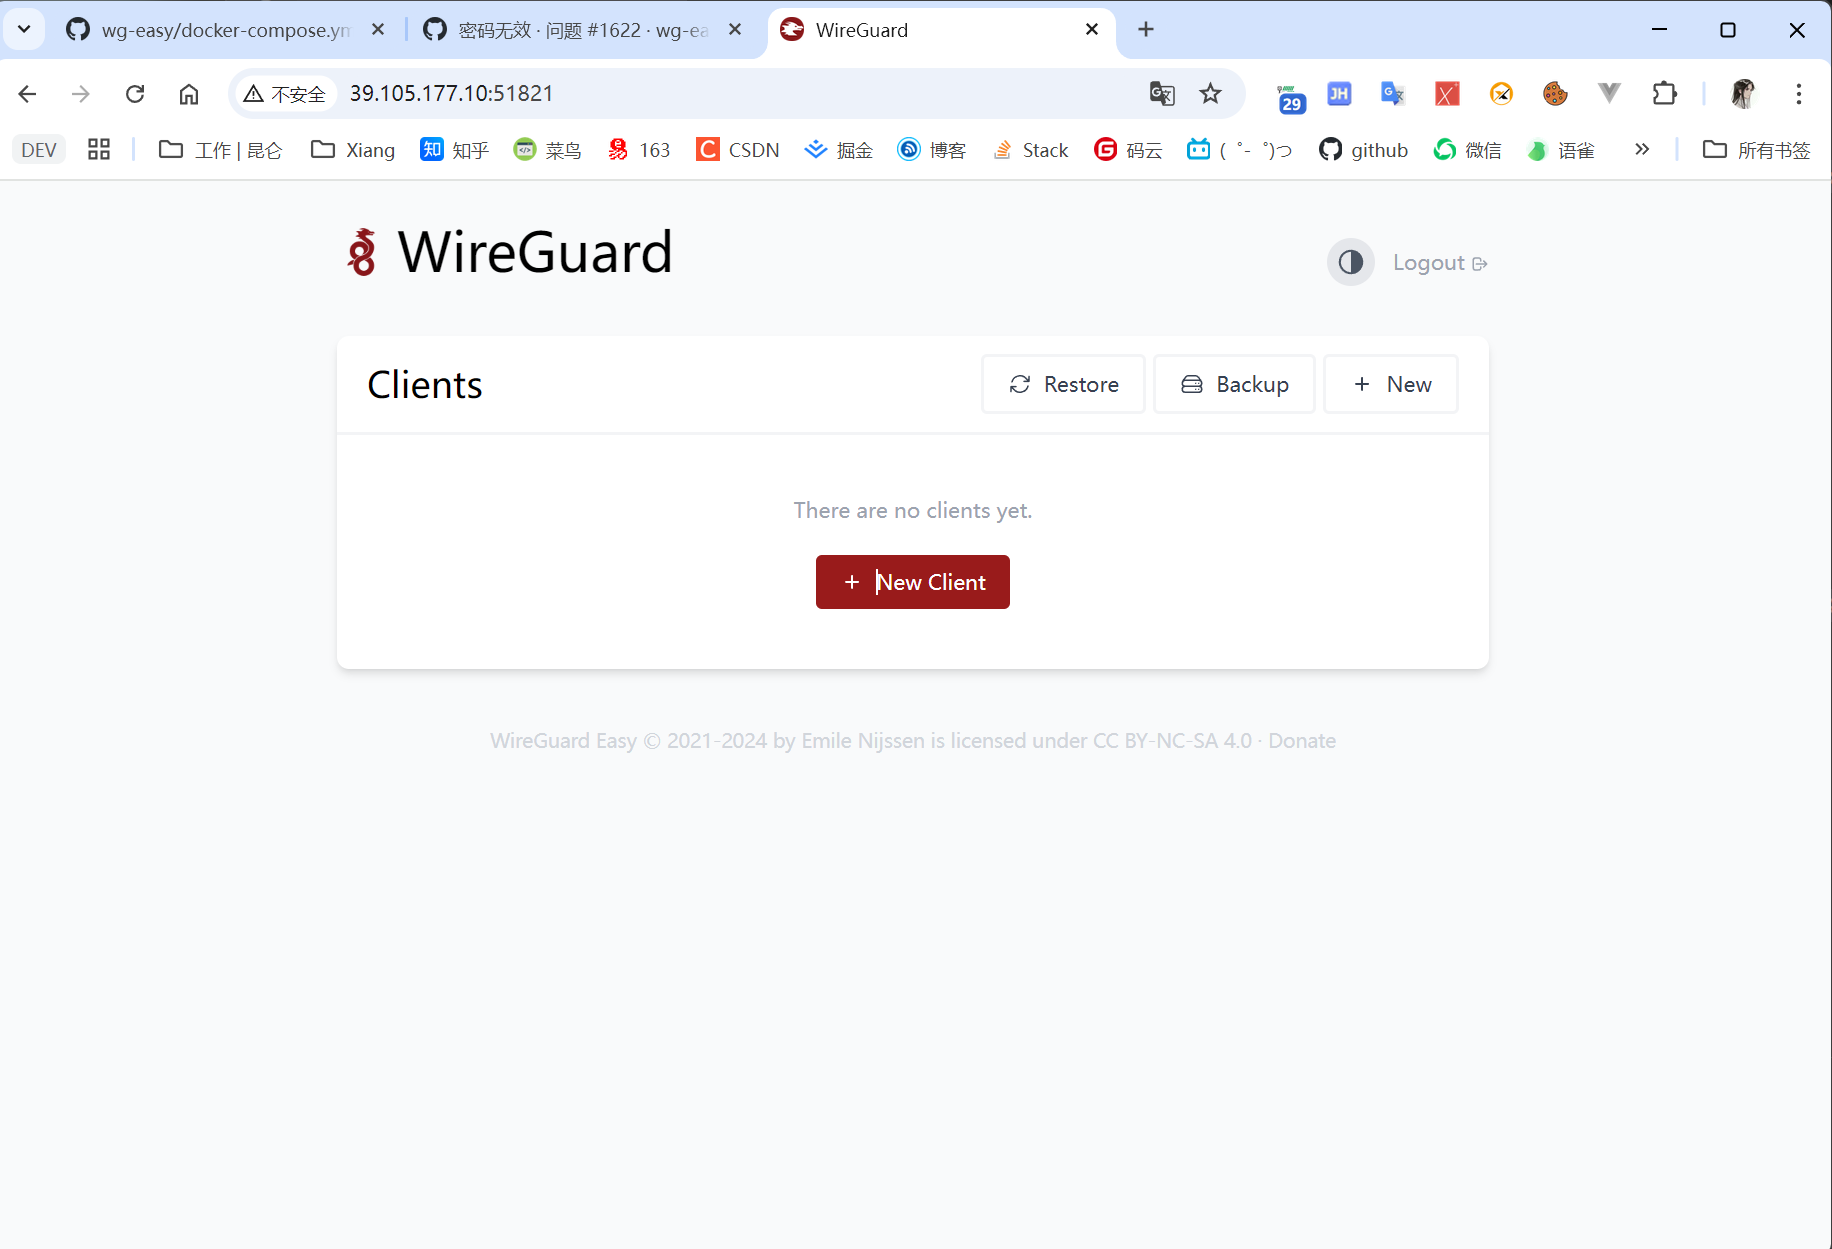 wg-easy/docker-compose.ym
密码无效 · 问题 #1622 · wg-ea
WireGuard
不安全 39.105.177.10:51821
29
JH
DEV
工作 | 昆仑
Xiang
知 知乎
菜鸟
163
C CSDN
掘金
博客
Stack
G 码云
( ゜- ゜)つ
github
微信
语雀
所有书签
WireGuard
Logout
Clients
Restore
Backup
+ New
There are no clients yet.
+ New Client
WireGuard Easy © 2021-2024 by Emile Nijssen is licensed under CC BY-NC-SA 4.0 · Donate